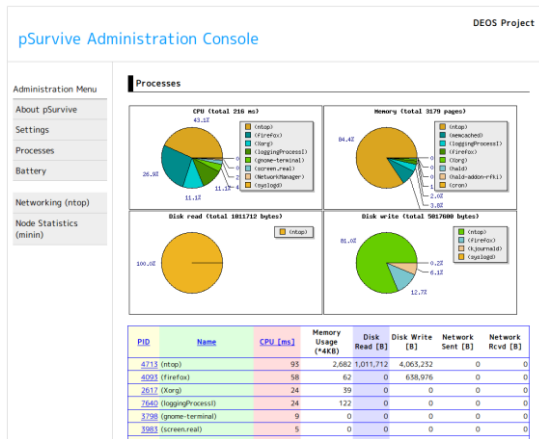 DEOS Project
pSurvive Administration Console
Administration Menu
About pSurvive
Settings
Processes
Battery
Networking (ntop)
Node Statistics
(minin)
Processes
CPU (total 216 ms)
43.1%
26.9%
11.1%
11.1%
(ntop)
(firefox)
(Xorg)
(loggingProcessI)
(gnome-terminal)
(screen.real)
(NetworkManager)
(syslogd)
Memory (total 3179 pages)
84.4%
2.0%
3.8%
(ntop)
(memcached)
(loggingProcessI)
(firefox)
(Xorg)
(hald)
(hald-addon-rfki)
(cron)
Disk read (total 1011712 bytes)
100.0%
(ntop)
Disk write (total 5017600 bytes)
81.0%
0.2%
6.1%
12.7%
(ntop)
(firefox)
(kjournald)
(syslogd)
PID Name CPU [ms] Memory Usage (*4KB) Disk Read [B] Disk Write [B] Network Sent [B] Network Rcvd [B]
4713 (ntop) 93 2,682 1,011,712 4,063,232 0 0
4093 (firefox) 58 62 0 638,976 0 0
2617 (Xorg) 24 39 0 0 0 0
7640 (loggingProcessI) 24 122 0 0 0 0
3798 (gnome-terminal) 9 0 0 0 0 0
3983 (screen.real) 5 0 0 0 0 0